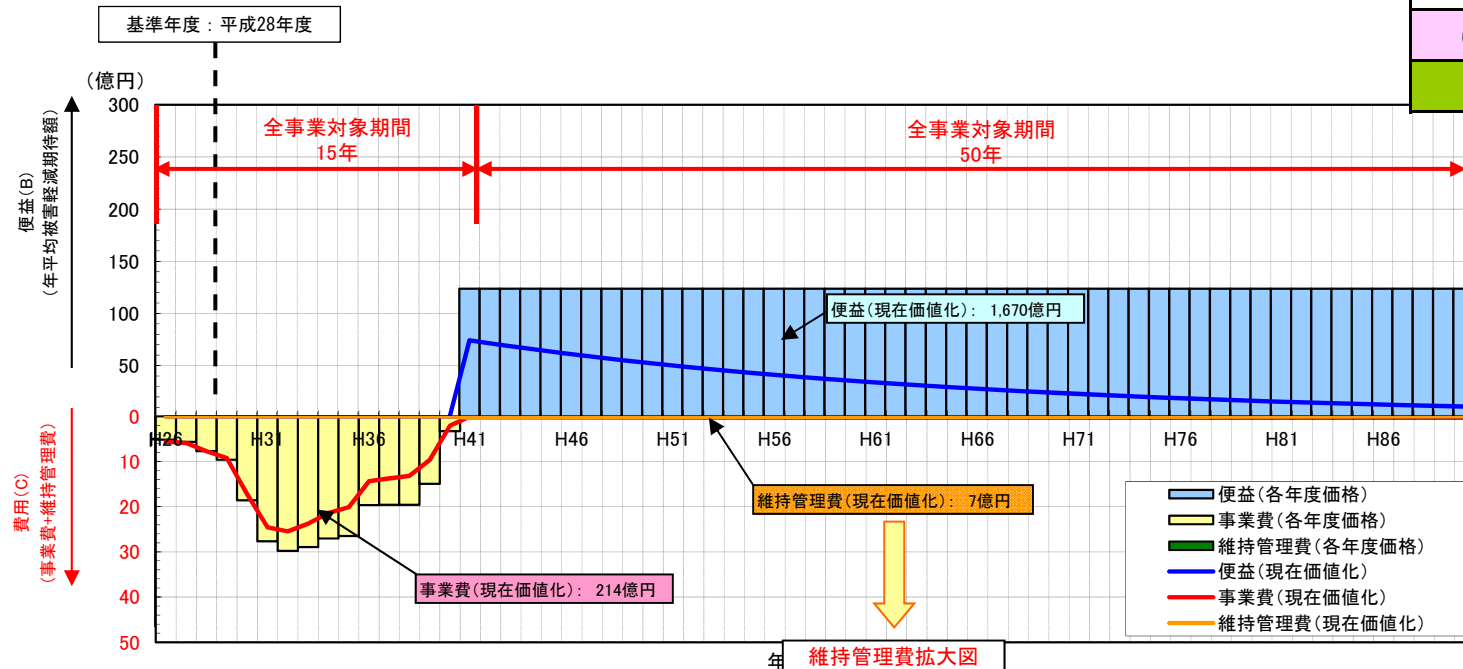 基準年度：平成28年度
（億円）
300
250
200
150
100
50
0
10
20
30
40
50
便益（B）
（年平均被害軽減期待額）
費用（C）
（事業費+維持管理費）
全事業対象期間
15年
全事業対象期間
50年
便益（現在価値化）： 1,670億円
H26
H31
H36
H41
H46
H51
H56
H61
H66
H71
H76
H81
H86
維持管理費（現在価値化）： 7億円
事業費（現在価値化）： 214億円
便益（各年度価格）
事業費（各年度価格）
維持管理費（各年度価格）
便益（現在価値化）
事業費（現在価値化）
維持管理費（現在価値化）
維持管理費拡大図